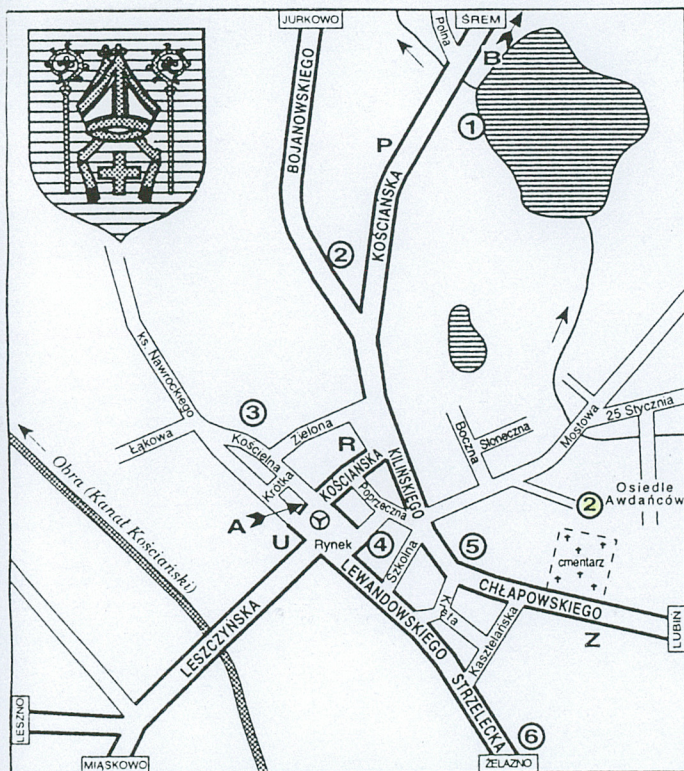 JURKOWO
ŚREM
Polna
B
1
BOJANOWSKIEGO
P
KOŚCIAŃSKA
2
ks. Nawrockiego
3
Łąkowa
Kościelna
Zielona
Krótka
R
KOŚCIAŃSKA
KILIŃSKIEGO
Poprzeczna
Boczna
Słoneczna
Mostowa
25 Stycznia
Osiedle
Awdańców
2
Obra (Kanał Kościański)
A
U
Rynek
4
Szkolna
5
cmentarz
CHŁAPOWSKIEGO
Z
LUBIN
Kręta
Kasztelańska
LEWANDOWSKIEGO
STRZELECKA
LESZCZYŃSKA
LESZNO
MIĄSKOWO
6
ŻELAZNO